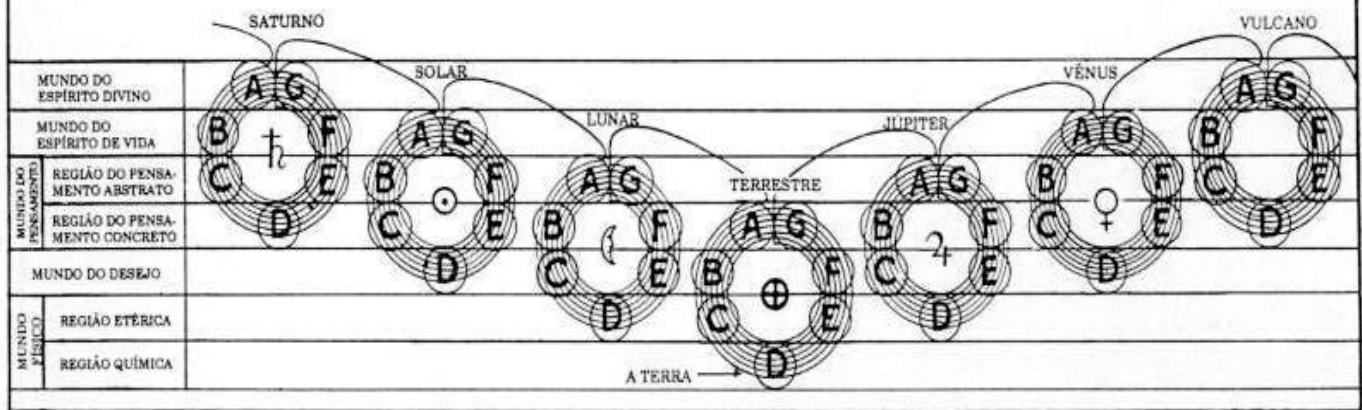 SATURNO
SOLAR
LUNAR
TERRESTRE
JÚPITER
VÊNUS
VULCANO
MUNDO DO
ESPÍRITO DIVINO
MUNDO DO
ESPÍRITO DE VIDA
MUNDO DO
PENSAMENTO
REGIÃO DO PENSA-
MENTO ABSTRATO
REGIÃO DO PENSA-
MENTO CONCRETO
MUNDO DO DESEJO
MUNDO
FÍSICO
REGIÃO ETÉRICA
REGIÃO QUÍMICA
A G
B F
C E
D
A G
B F
C E
D
A G
B F
C E
D
A G
B F
C E
D
A G
B F
C E
D
A G
B F
C E
D
A G
B F
C E
D
A TERRA